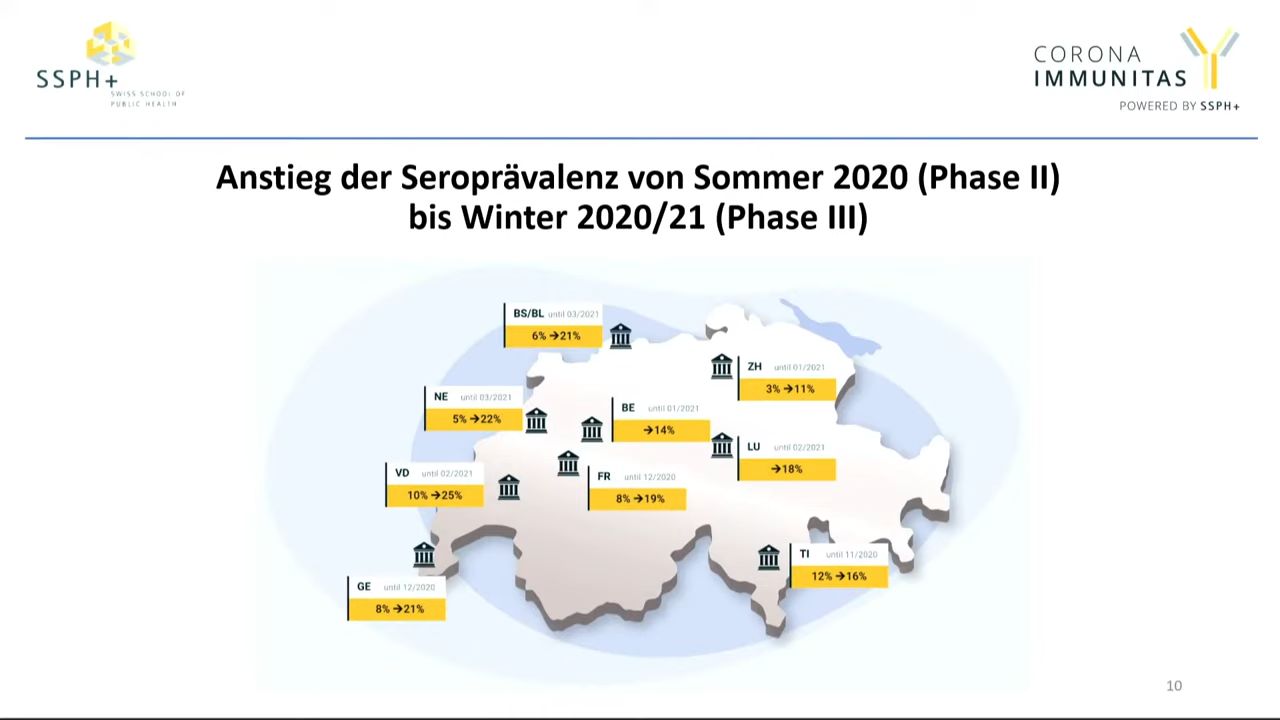 SSPH+
SWISS SCHOOL OF
PUBLIC HEALTH
CORONA
IMMUNITAS
POWERED BY SSPH+
Anstieg der Seroprävalenz von Sommer 2020 (Phase II)
bis Winter 2020/21 (Phase III)
BS/BL until 03/2021
6% →21%
ZH until 01/2021
3% →11%
NE until 03/2021
5% →22%
BE until 01/2021
→14%
LU until 02/2021
→18%
VD until 02/2021
10% →25%
FR until 12/2020
8% →19%
TI until 11/2020
12% →16%
GE until 12/2020
8% →21%
10